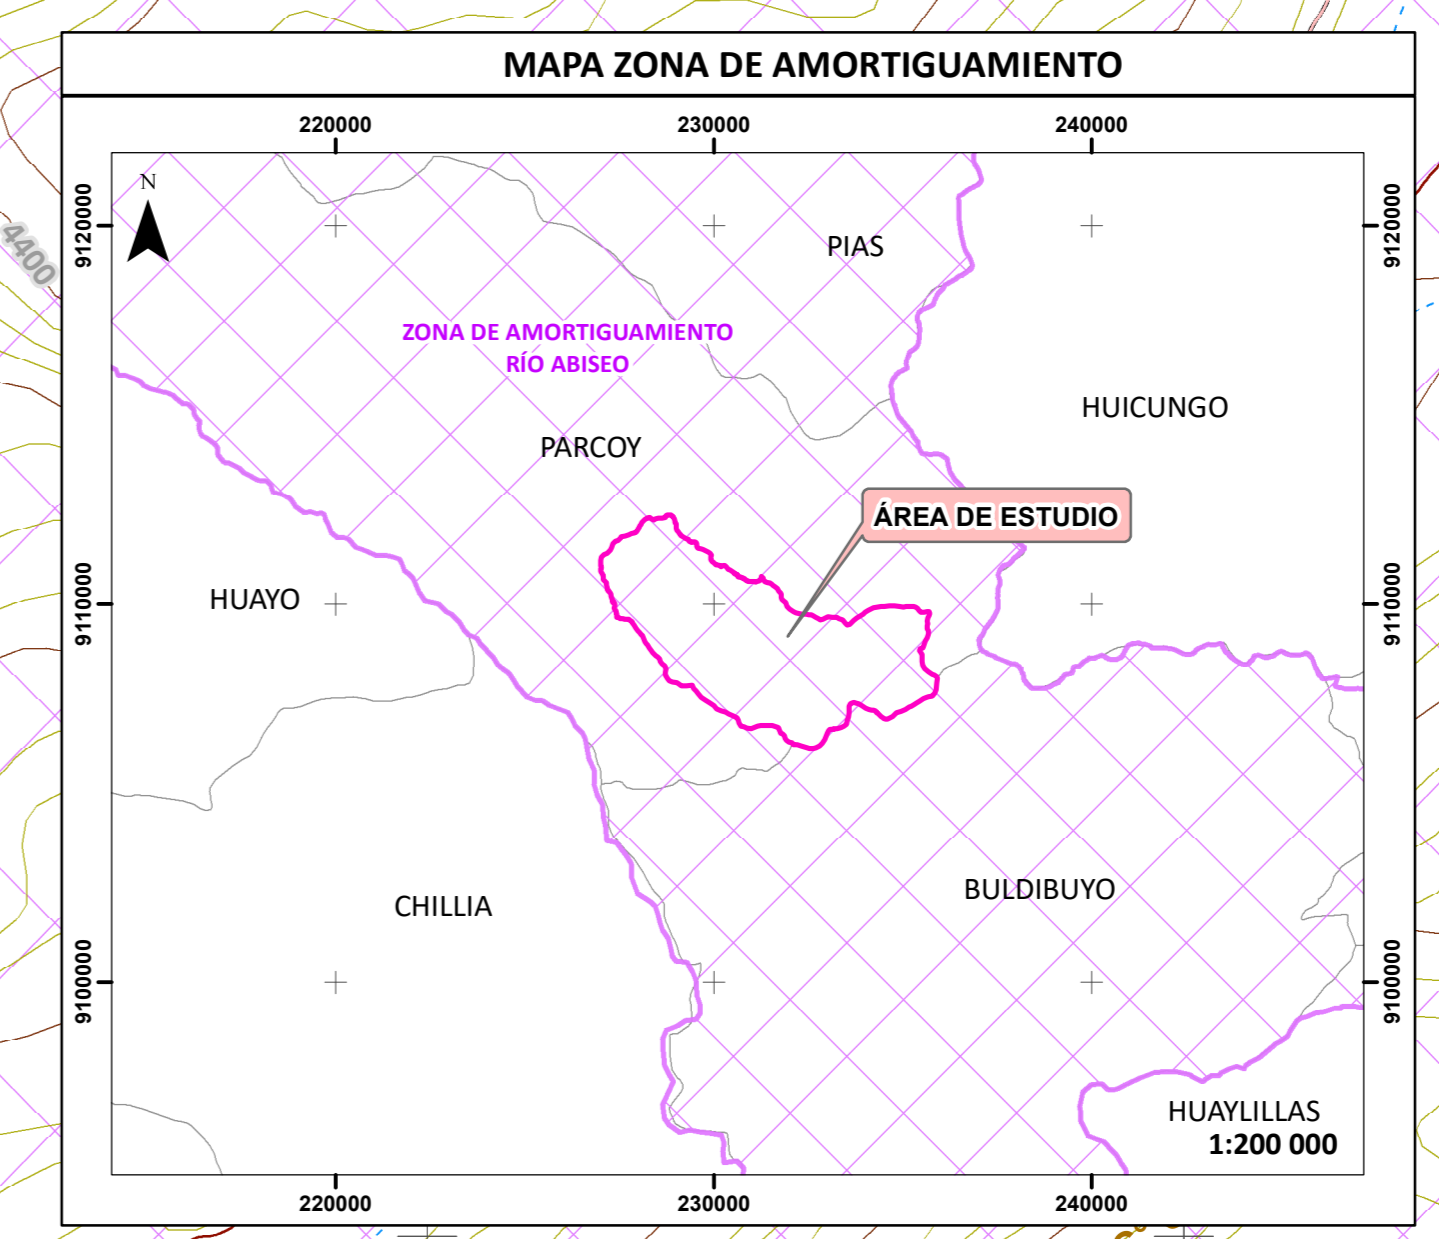 MAPA ZONA DE AMORTIGUAMIENTO
220000 230000 240000
N
9120000 9120000
4400
PIAS
ZONA DE AMORTIGUAMIENTO
RÍO ABISEO
HUICUNGO
PARCOY
ÁREA DE ESTUDIO
HUAYO
9110000 9110000
BULDIBUYO
CHILLIA
9100000 9100000
HUAYLILLAS
1:200 000
220000 230000 240000